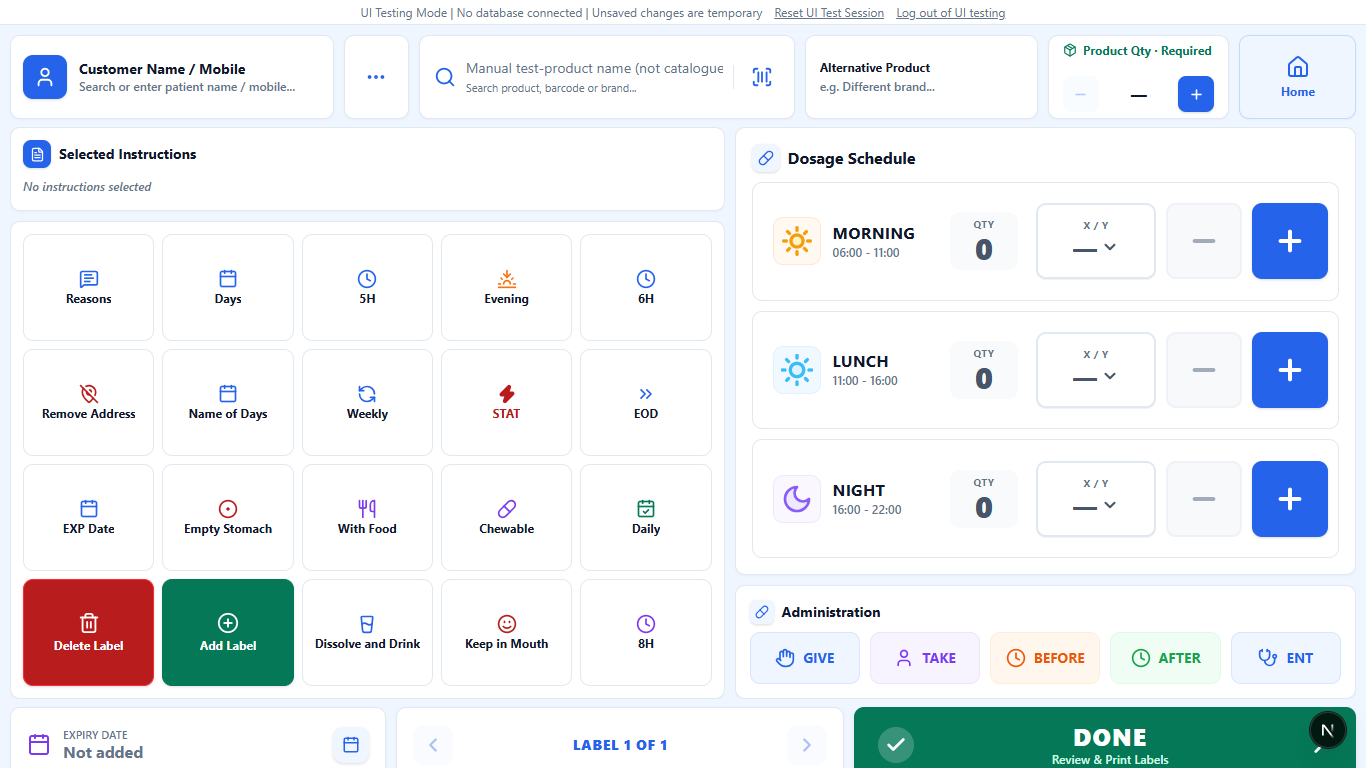 UI Testing Mode | No database connected | Unsaved changes are temporary Reset UI Test Session Log out of UI testing
Customer Name / Mobile
Search or enter patient name / mobile...
Manual test-product name (not catalogue
Search product, barcode or brand...
Alternative Product
e.g. Different brand...
Product Qty · Required
— 
Home
Selected Instructions
No instructions selected
Reasons
Days
5H
Evening
6H
Remove Address
Name of Days
Weekly
STAT
EOD
EXP Date
Empty Stomach
With Food
Chewable
Daily
Delete Label
Add Label
Dissolve and Drink
Keep in Mouth
8H
Dosage Schedule
MORNING
06:00 - 11:00
QTY
0
X / Y
—
LUNCH
11:00 - 16:00
QTY
0
X / Y
—
NIGHT
16:00 - 22:00
QTY
0
X / Y
—
Administration
GIVE
TAKE
BEFORE
AFTER
ENT
EXPIRY DATE
Not added
LABEL 1 OF 1
DONE
Review & Print Labels
N